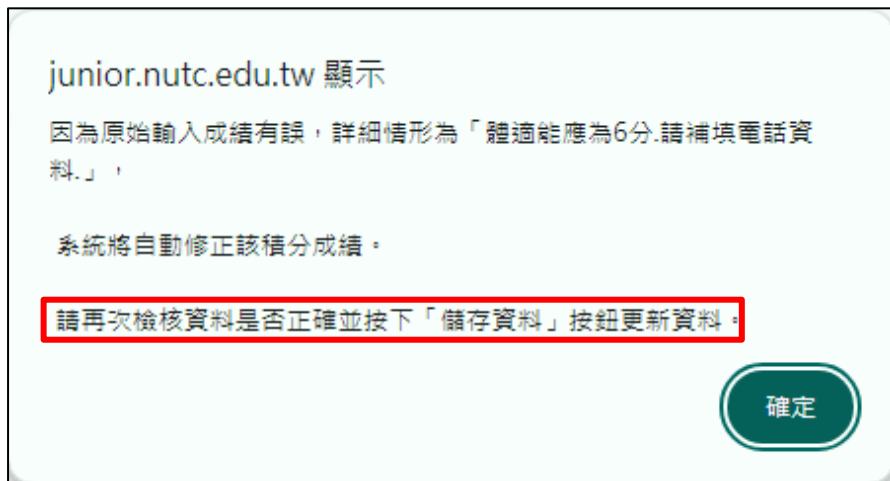 junior.nutc.edu.tw 顯示
因為原始輸入成績有誤，詳細情形為「體適能應為6分.請補填電話資
料.」，
系統將自動修正該積分成績。
請再次檢核資料是否正確並按下「儲存資料」按鈕更新資料。
確定